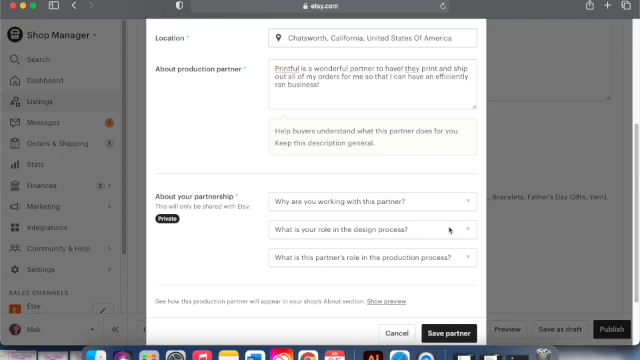 etsy.com
Shop Manager
Search
Dashboard
Listings
Messages
1
Orders & Shipping
1
Stats
Finances
Marketing
Integrations
Community & Help
Settings
SALES CHANNELS
Etsy
Mak
Location *
Chatsworth, California, United States Of America
About production partner *
Printful is a wonderful partner to have! they print and ship
out all of my orders for me so that I can have an efficiently
ran business!
Help buyers understand what this partner does for you.
Keep this description general.
About your partnership *
This will only be shared with Etsy.
Private
Why are you working with this partner?
What is your role in the design process?
What is this partner's role in the production process?
See how this production partner will appear in your shop's About section. Show preview.
Cancel
Save partner
, Bracelets, Father's Day Gifts, Yarn).
Preview
Save as draft
Publish